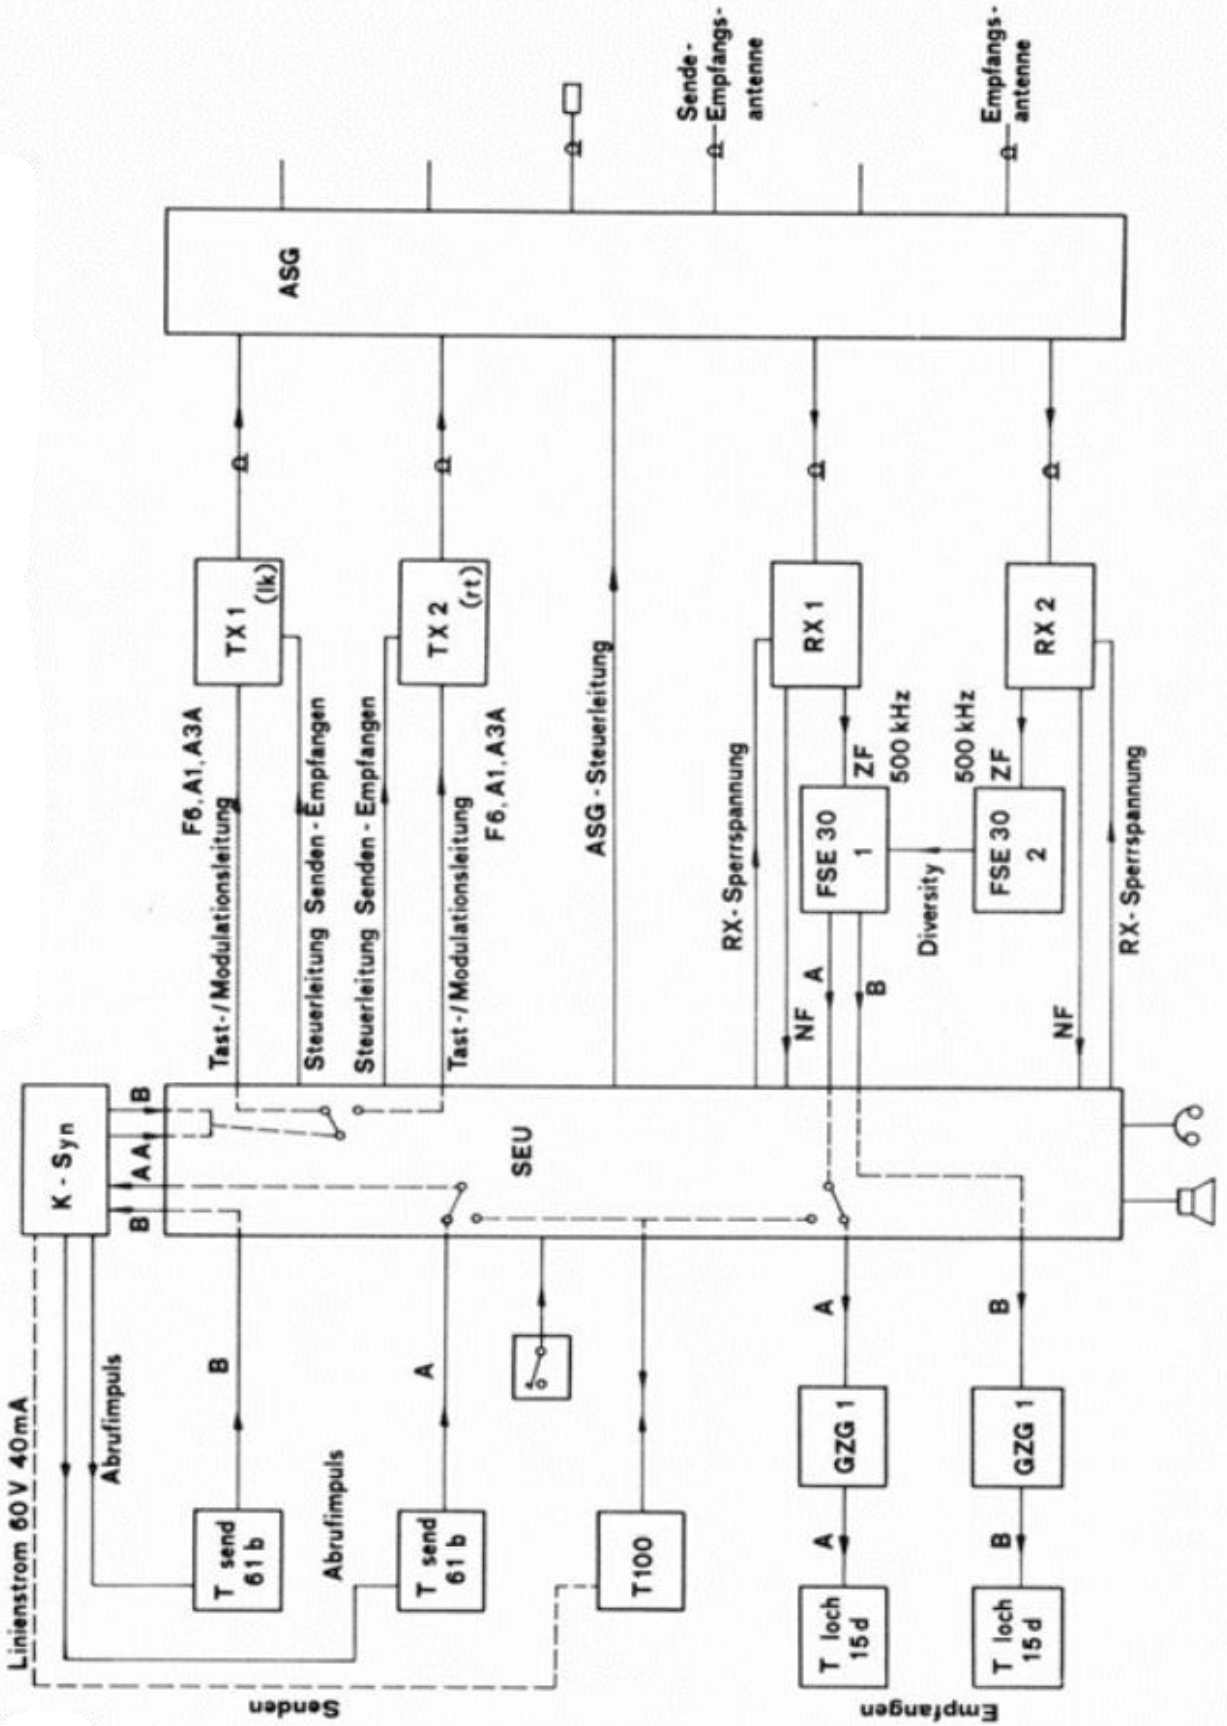 Linienstrom 60V 40mA
K - Syn
B
A
A
B
Abrufimpuls
Abrufimpuls
T send
61 b
B
T send
61 b
A
T100
Senden
SEU
Tast-/Modulationsleitung
F6, A1, A3A
Steuerleitung Senden-Empfangen
Steuerleitung Senden-Empfangen
Tast-/Modulationsleitung
F6, A1, A3A
TX 1
(lk)
TX 2
(rt)
ASG-Steuerleitung
ASG
Sende-
Empfangs-
antenne
Empfangs-
antenne
RX-Sperrspannung
NF
A
B
FSE 30
1
ZF
500 kHz
RX 1
Diversity
FSE 30
2
ZF
500 kHz
RX 2
NF
RX-Sperrspannung
A
GZG 1
A
T loch
15 d
B
GZG 1
B
T loch
15 d
Empfangen